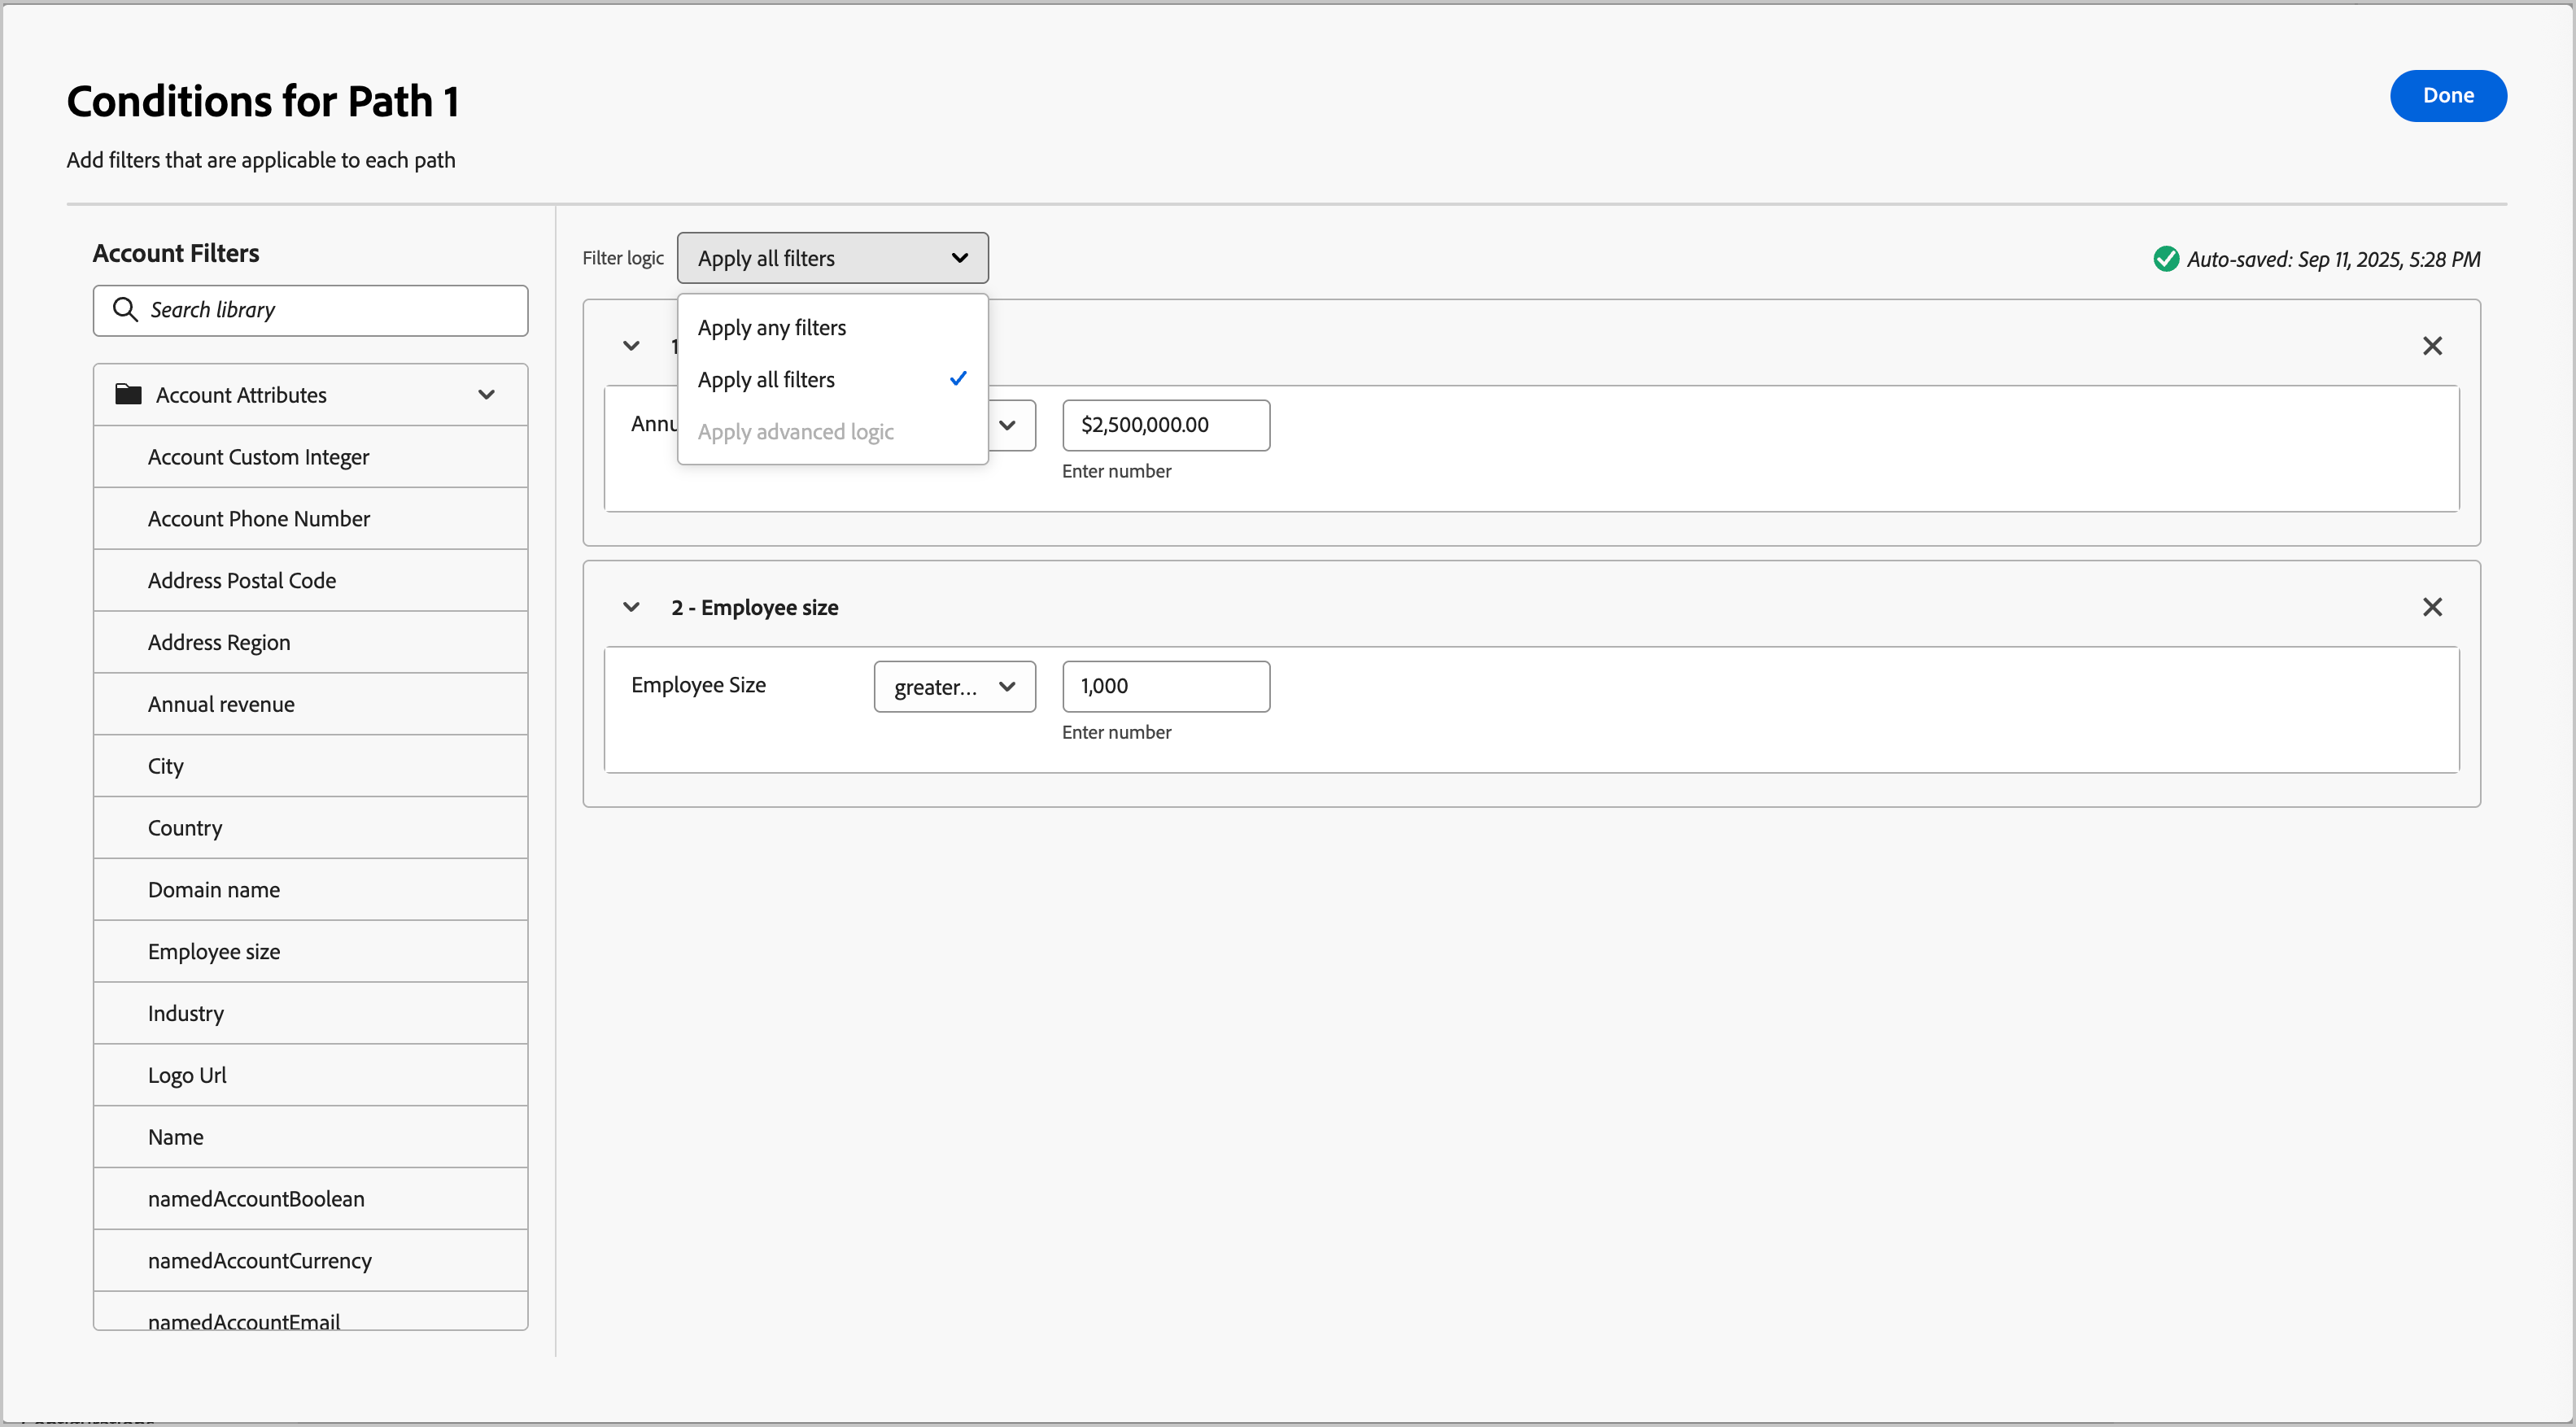 Conditions for Path 1
Done
Add filters that are applicable to each path
Account Filters
Search library
Account Attributes
Account Custom Integer
Account Phone Number
Address Postal Code
Address Region
Annual revenue
City
Country
Domain name
Employee size
Industry
Logo Url
Name
namedAccountBoolean
namedAccountCurrency
namedAccountEmail
Filter logic
Apply all filters
Auto-saved: Sep 11, 2025, 5:28 PM
Apply any filters
Apply all filters
Apply advanced logic
1
Annu
$2,500,000.00
Enter number
2 - Employee size
Employee Size
greater...
1,000
Enter number